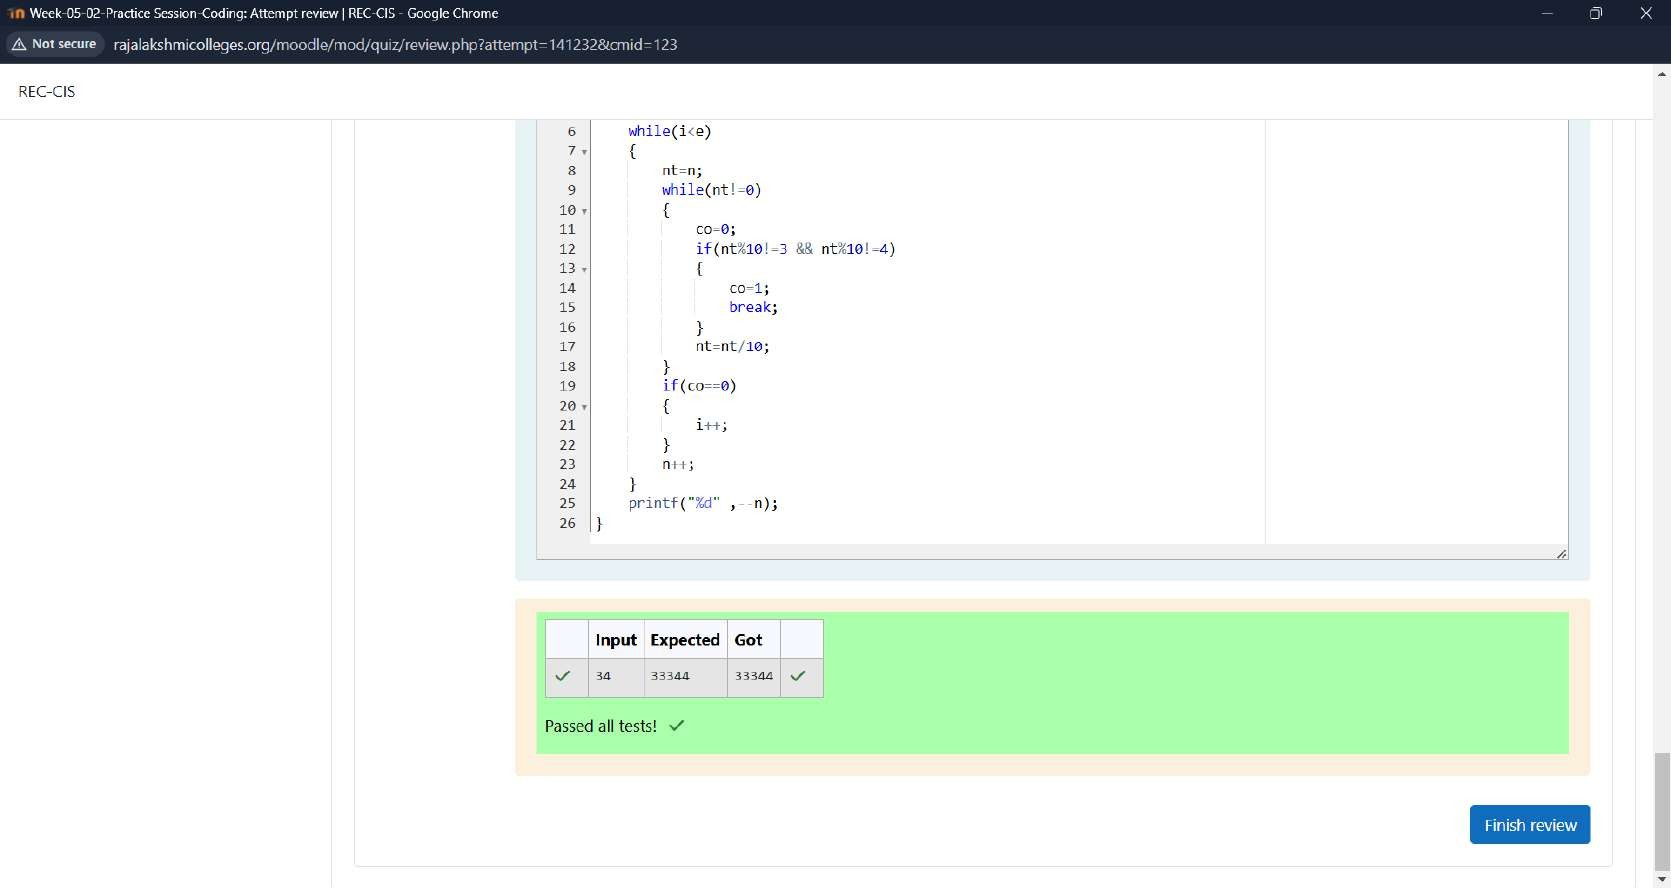 Week-05-02-Practice Session-Coding: Attempt review | REC-CIS - Google Chrome
Not secure rajalakshmicolleges.org/moodle/mod/quiz/review.php?attempt=141232&cmid=123
REC-CIS
6 while(i<e)
7 {
8 nt=n;
9 while(nt!=0)
10 {
11 co=0;
12 if(nt%10!=3 && nt%10!=4)
13 {
14 co=1;
15 break;
16 }
17 nt=nt/10;
18 }
19 if(co==0)
20 {
21 i++;
22 }
23 n++;
24 }
25 printf("%d" ,--n);
26 }
Input Expected Got
34 33344 33344
Passed all tests!
Finish review